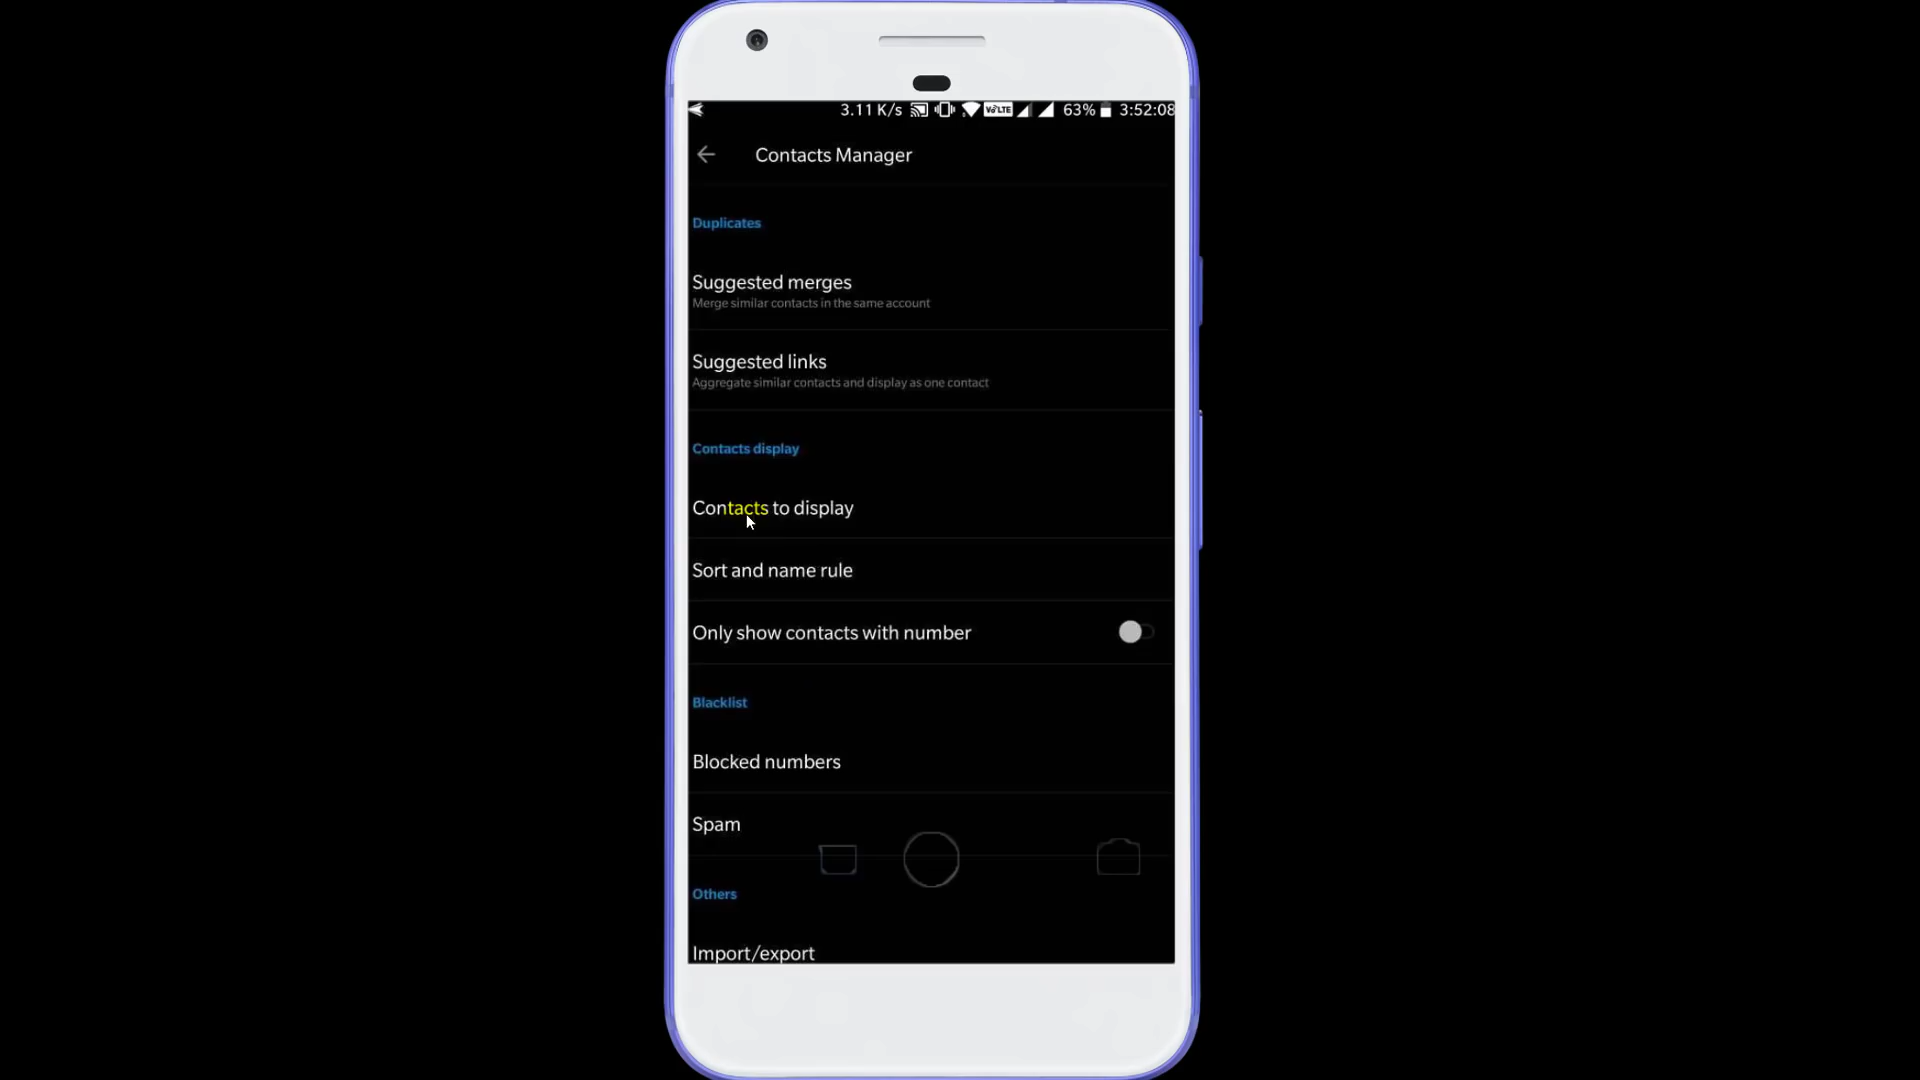 3.11 K/s VoLTE 63% 3:52:08
Contacts Manager
Duplicates
Suggested merges
Merge similar contacts in the same account
Suggested links
Aggregate similar contacts and display as one contact
Contacts display
Contacts to display
Sort and name rule
Only show contacts with number
Blacklist
Blocked numbers
Spam
Others
Import/export